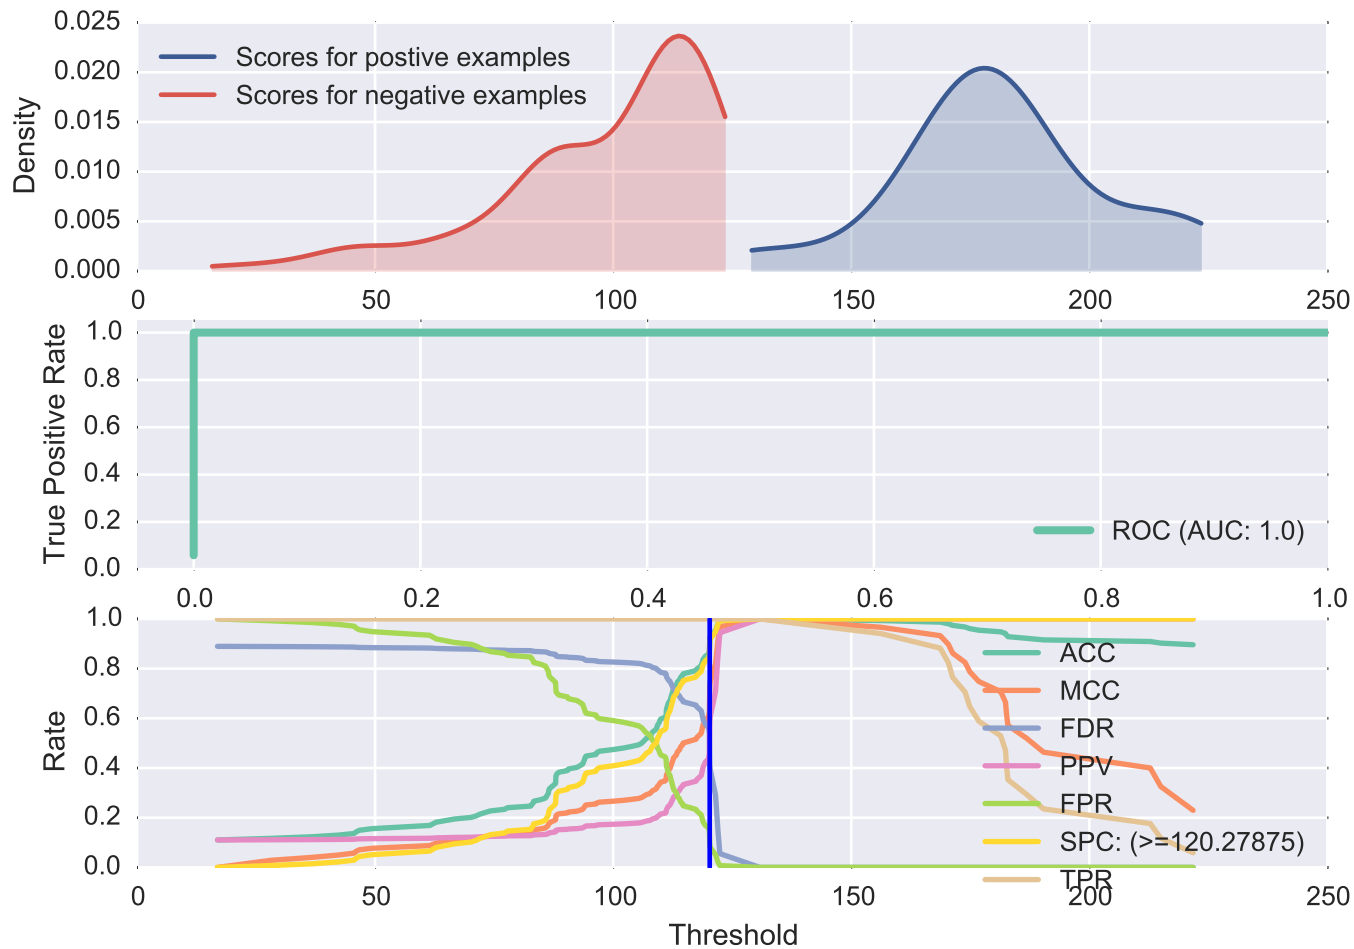 0.025
0.020
0.015
0.010
0.005
0.000
Density
Scores for postive examples
Scores for negative examples
0 50 100 150 200 250
1.0
0.8
0.6
0.4
0.2
0.0
True Positive Rate
ROC (AUC: 1.0)
0.0 0.2 0.4 0.6 0.8 1.0
1.0
0.8
0.6
0.4
0.2
0.0
Rate
ACC
MCC
FDR
PPV
FPR
SPC: (>=120.27875)
TPR
0 50 100 150 200 250
Threshold